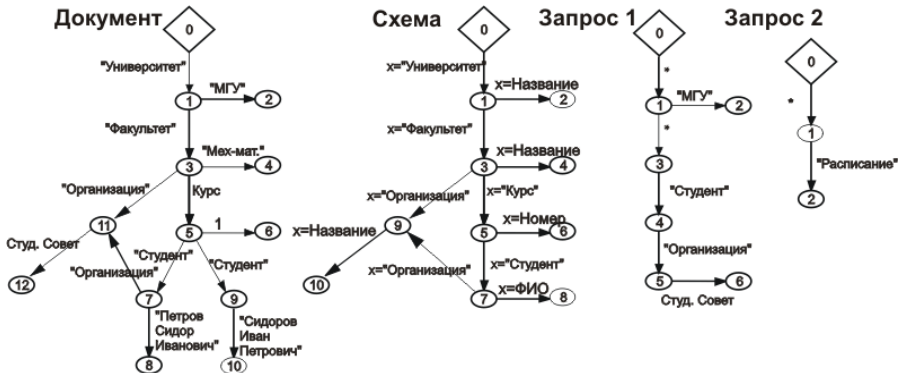 Документ Схема Запрос 1 Запрос 2
0 0 0 0
"Университет" x="Университет" * *
1 "МГУ" 2 1 x=Название 2 1 "МГУ" 2 1
"Факультет" x="Факультет" * "Расписание"
3 "Мех-мат." 4 3 x=Название 4 3 2
"Организация" Курс x="Организация" x="Курс" "Студент"
11 5 1 6 x=Название 9 5 x=Номер 6 4
Студ. Совет "Организация" "Студент" "Студент" x="Организация" x="Студент" "Организация"
12 7 9 10 7 x=ФИО 8 5 Студ. Совет 6
"Петров "Сидоров
Сидор Иван
Иванович" Петрович"
8 10